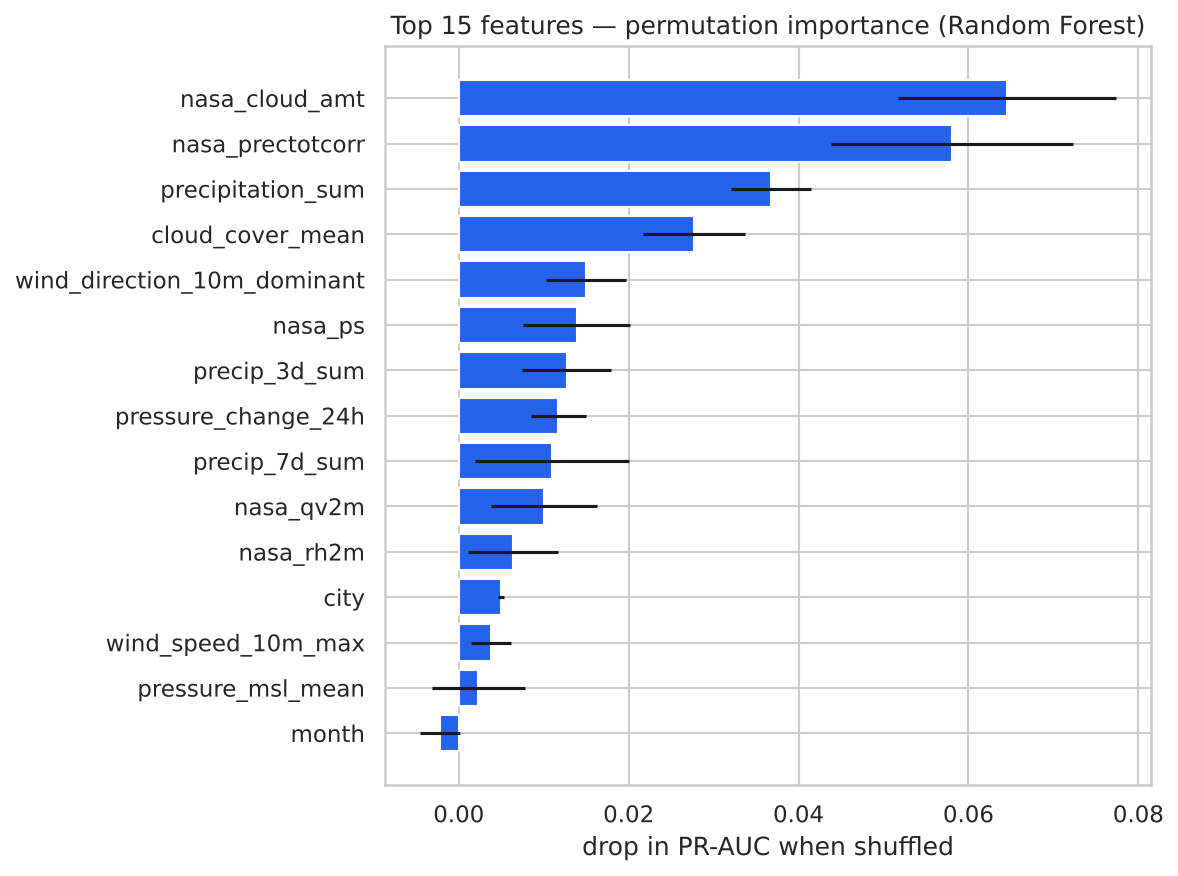 Top 15 features — permutation importance (Random Forest)
nasa_cloud_amt
nasa_prectotcorr
precipitation_sum
cloud_cover_mean
wind_direction_10m_dominant
nasa_ps
precip_3d_sum
pressure_change_24h
precip_7d_sum
nasa_qv2m
nasa_rh2m
city
wind_speed_10m_max
pressure_msl_mean
month
0.00 0.02 0.04 0.06 0.08
drop in PR-AUC when shuffled